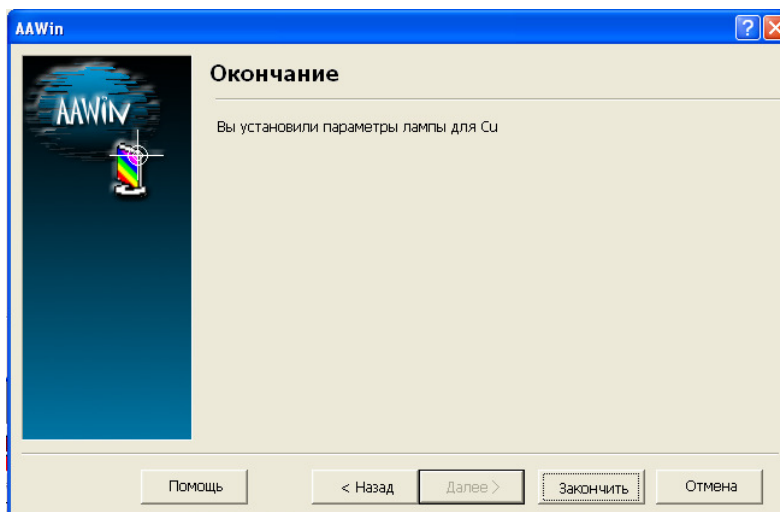 AAWin
Окончание
AAWiN
Вы установили параметры лампы для Cu
Помощь
< Назад
Далее >
Закончить
Отмена